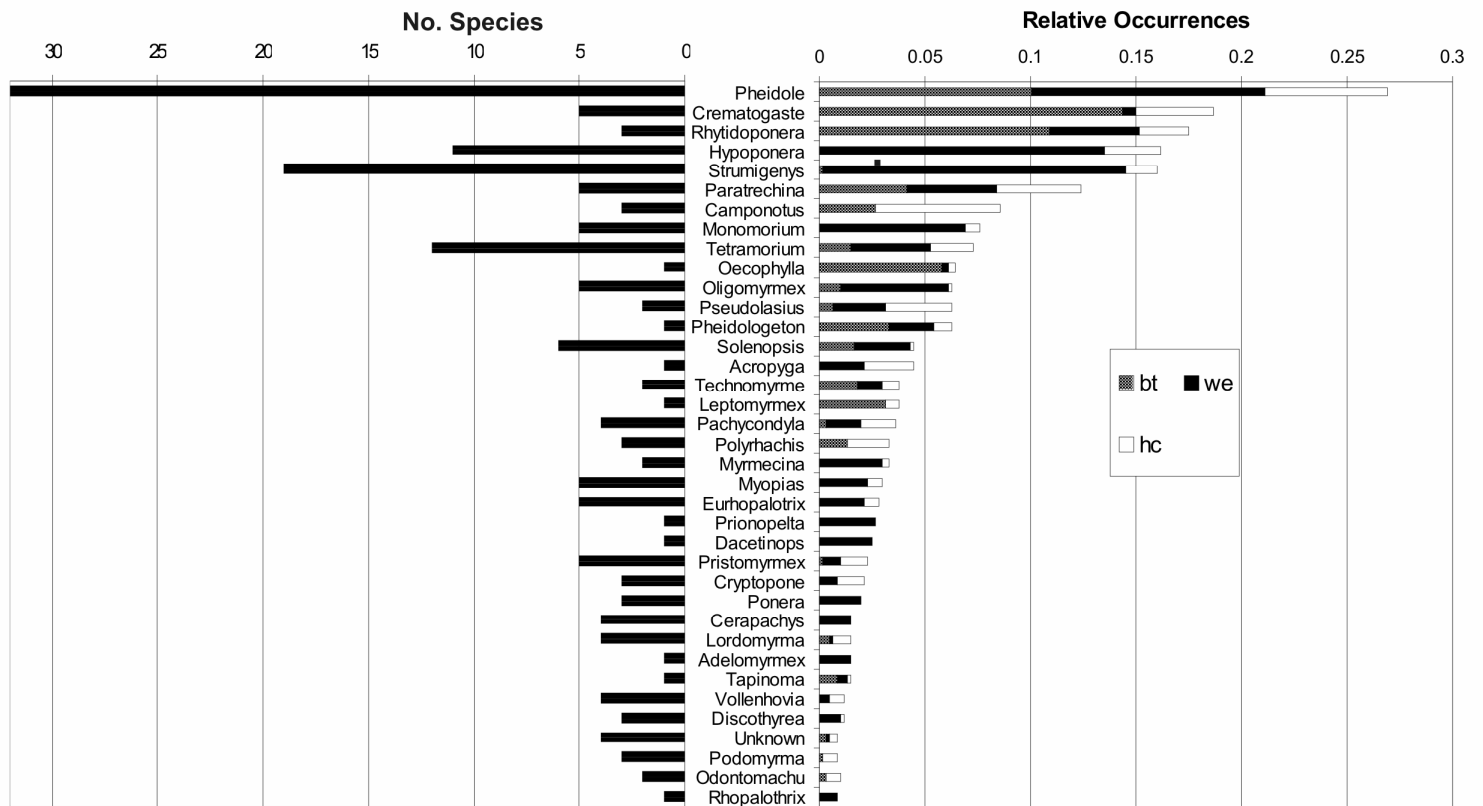 No. Species
Relative Occurrences
30 25 20 15 10 5 0
0 0.05 0.1 0.15 0.2 0.25 0.3
Pheidole
Crematogaste
Rhytidoponera
Hypoponera
Strumigenys
Paratrechina
Camponotus
Monomorium
Tetramorium
Oecophylla
Oligomyrmex
Pseudolasius
Pheidologeton
Solenopsis
Acropyga
Technomyrme
Leptomyrmex
Pachycondyla
Polyrhachis
Myrmecina
Myopias
Eurhopalotrix
Prionopelta
Dacetinops
Pristomyrmex
Cryptopone
Ponera
Cerapachys
Lordomyrma
Adelomyrmex
Tapinoma
Vollenhovia
Discothyrea
Unknown
Podomyrma
Odontomachu
Rhopalothrix
bt we
hc